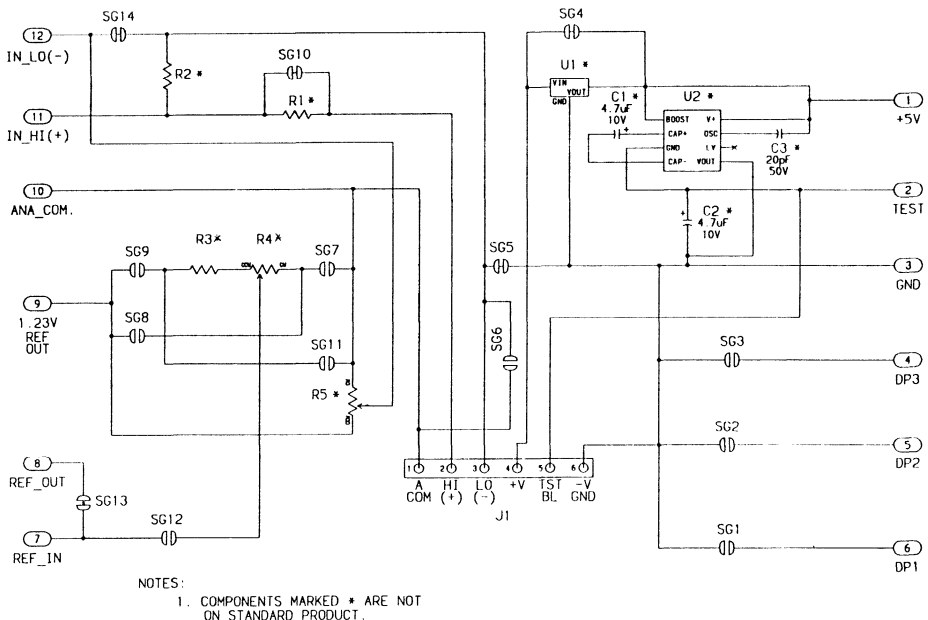 SG14
SG4
12
IN_LO(-)
SG10
U1 *
R2 *
VIN
VOUT
GND
C1 *
4.7uF
10V
U2 *
R1 *
1
+5V
11
IN_HI(+)
BOOST V+
CAP+ OSC
GND LV
CAP- VOUT
+
C3 *
20pF
50V
10
ANA_COM.
2
TEST
+
C2 *
4.7uF
10V
SG9
R3*
R4*
SG7
SG5
CCW
CW
3
GND
9
1.23V
REF
OUT
SG8
SG6
SG11
SG3
4
DP3
R5 *
SG2
5
DP2
8
REF_OUT
1 2 3 4 5 6
A
COM
HI
(+)
LO
(-)
+V
TST
BL
-V
GND
J1
SG13
SG12
7
REF_IN
SG1
6
DP1
NOTES:
1. COMPONENTS MARKED * ARE NOT
ON STANDARD PRODUCT.